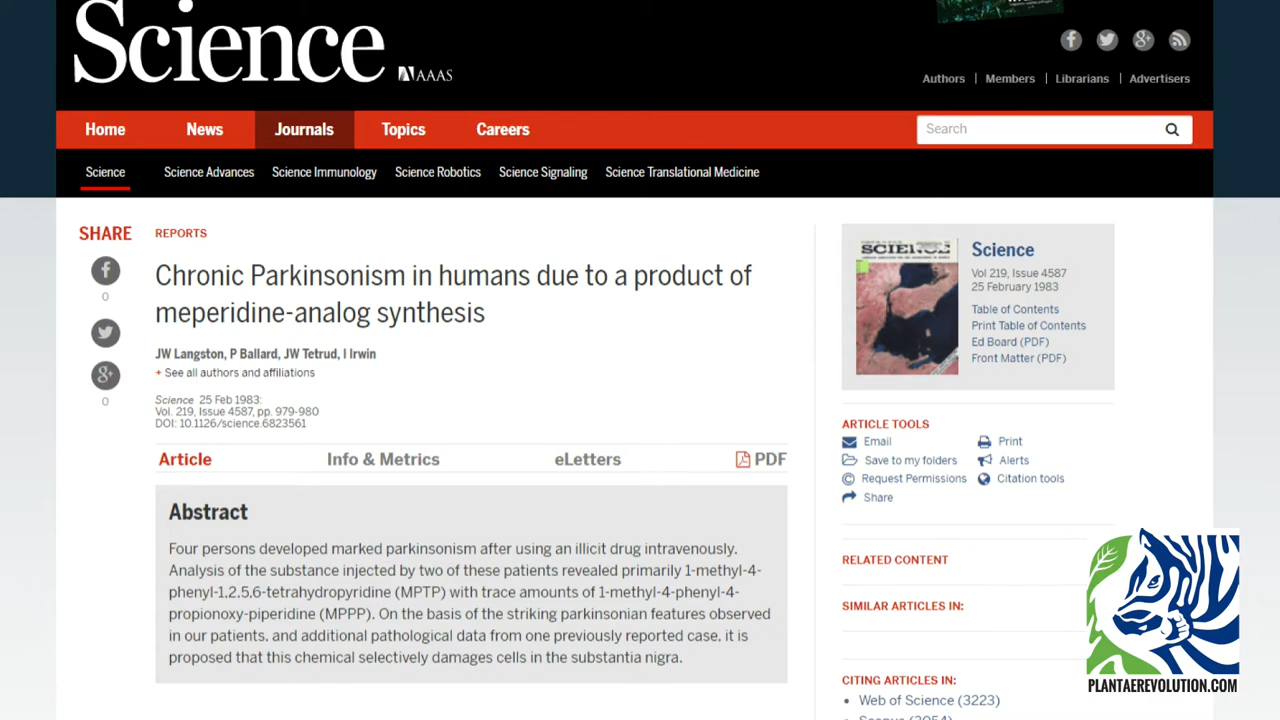 Science
AAAS
Authors | Members | Librarians | Advertisers
Home News Journals Topics Careers
Search
Science Science Advances Science Immunology Science Robotics Science Signaling Science Translational Medicine
SHARE
0
0
REPORTS
Chronic Parkinsonism in humans due to a product of
meperidine-analog synthesis
JW Langston, P Ballard, JW Tetrud, I Irwin
+ See all authors and affiliations
Science 25 Feb 1983:
Vol. 219, Issue 4587, pp. 979-980
DOI: 10.1126/science.6823561
Article Info & Metrics eLetters PDF
Abstract
Four persons developed marked parkinsonism after using an illicit drug intravenously.
Analysis of the substance injected by two of these patients revealed primarily 1-methyl-4-
phenyl-1,2,5,6-tetrahydropyridine (MPTP) with trace amounts of 1-methyl-4-phenyl-4-
propionoxy-piperidine (MPPP). On the basis of the striking parkinsonian features observed
in our patients, and additional pathological data from one previously reported case, it is
proposed that this chemical selectively damages cells in the substantia nigra.
SCIENCE
Science
Vol 219, Issue 4587
25 February 1983
Table of Contents
Print Table of Contents
Ed Board (PDF)
Front Matter (PDF)
ARTICLE TOOLS
Email Print
Save to my folders Alerts
Request Permissions Citation tools
Share
RELATED CONTENT
SIMILAR ARTICLES IN:
CITING ARTICLES IN:
• Web of Science (3223)
PLANTAEREVOLUTION.COM